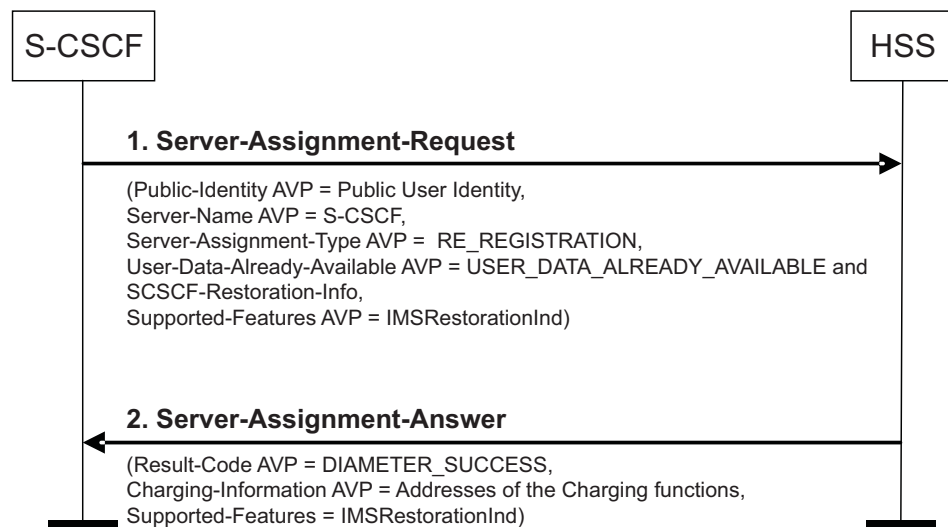 S-CSCF
HSS
1. Server-Assignment-Request
(Public-Identity AVP = Public User Identity,
Server-Name AVP = S-CSCF,
Server-Assignment-Type AVP = RE_REGISTRATION,
User-Data-Already-Available AVP = USER_DATA_ALREADY_AVAILABLE and
SCSCF-Restoration-Info,
Supported-Features AVP = IMSRestorationInd)
2. Server-Assignment-Answer
(Result-Code AVP = DIAMETER_SUCCESS,
Charging-Information AVP = Addresses of the Charging functions,
Supported-Features = IMSRestorationInd)